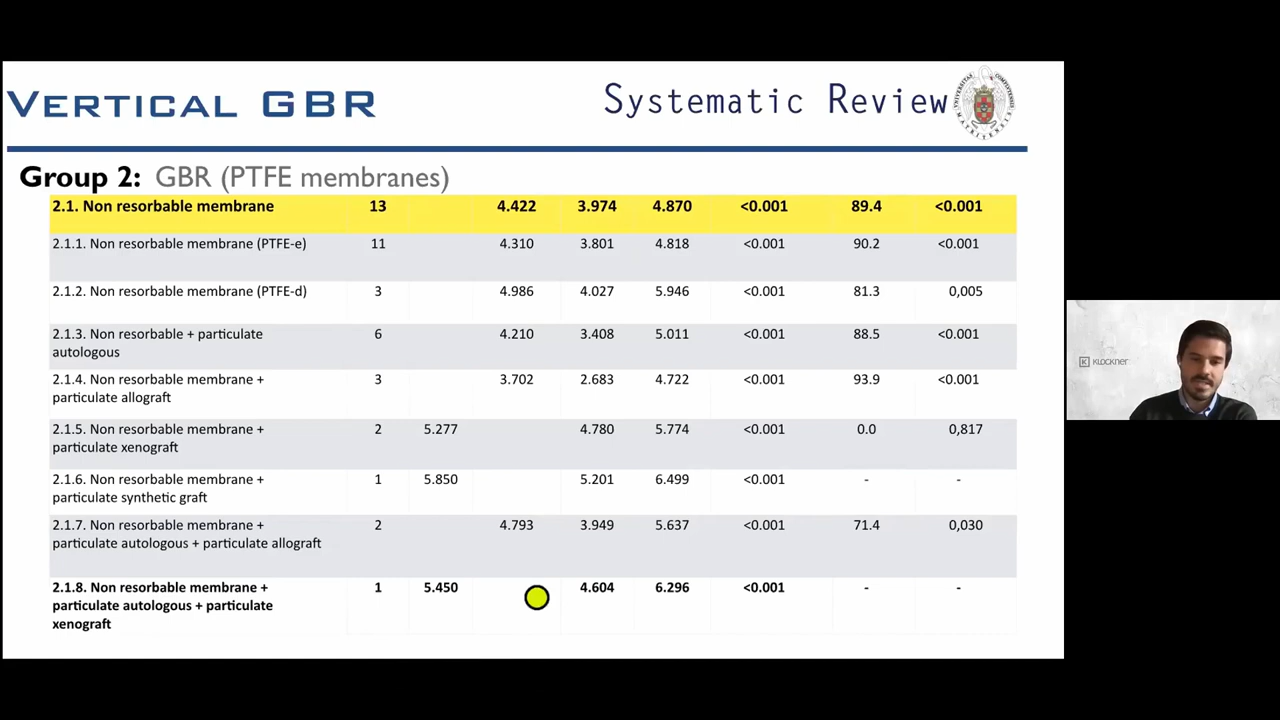 VERTICAL GBR
Systematic Review
Group 2: GBR (PTFE membranes)
2.1. Non resorbable membrane 13 4.422 3.974 4.870 <0.001 89.4 <0.001
2.1.1. Non resorbable membrane (PTFE-e) 11 4.310 3.801 4.818 <0.001 90.2 <0.001
2.1.2. Non resorbable membrane (PTFE-d) 3 4.986 4.027 5.946 <0.001 81.3 0,005
2.1.3. Non resorbable + particulate 6 4.210 3.408 5.011 <0.001 88.5 <0.001
autologous
2.1.4. Non resorbable membrane + 3 3.702 2.683 4.722 <0.001 93.9 <0.001
particulate allograft
2.1.5. Non resorbable membrane + 2 5.277 4.780 5.774 <0.001 0.0 0,817
particulate xenograft
2.1.6. Non resorbable membrane + 1 5.850 5.201 6.499 <0.001 - -
particulate synthetic graft
2.1.7. Non resorbable membrane + 2 4.793 3.949 5.637 <0.001 71.4 0,030
particulate autologous + particulate allograft
2.1.8. Non resorbable membrane + 1 5.450 4.604 6.296 <0.001 - -
particulate autologous + particulate
xenograft
KLOCKNER